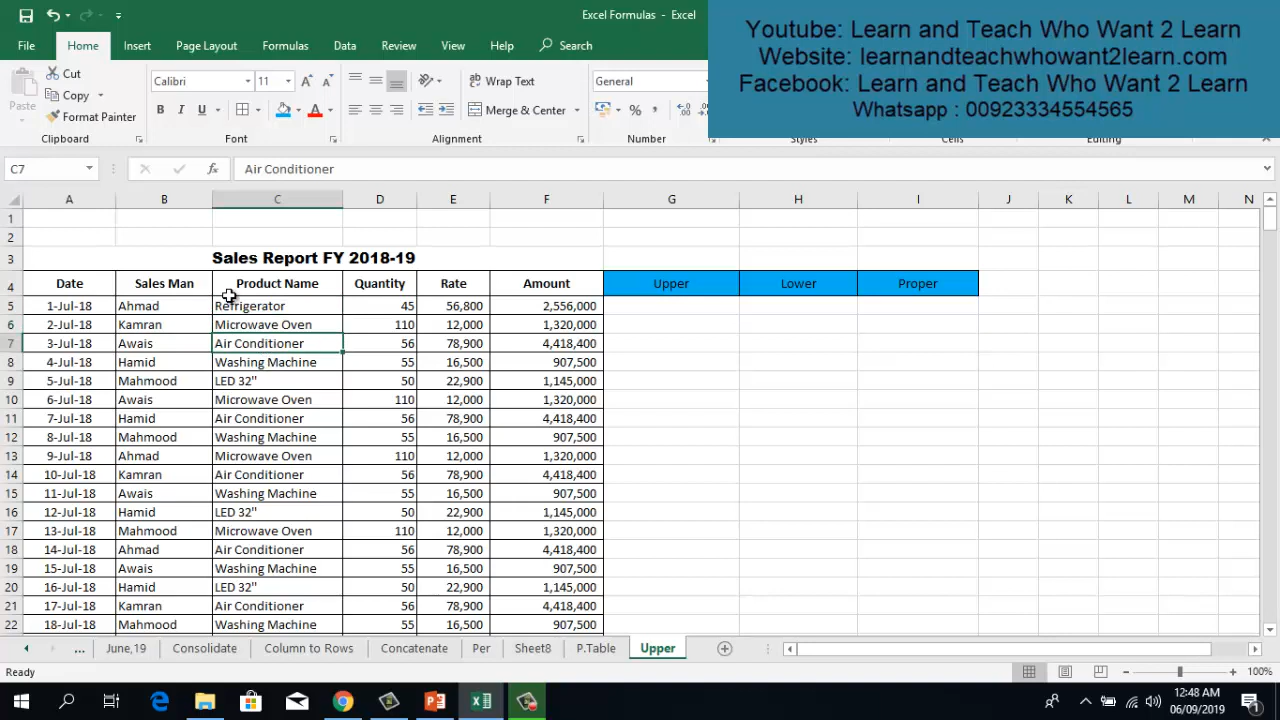 Excel Formulas - Excel
Youtube: Learn and Teach Who Want 2 Learn
Website: learnandteachwhowant2learn.com
Facebook: Learn and Teach Who Want 2 Learn
Whatsapp : 00923334554565
File Home Insert Page Layout Formulas Data Review View Help Search
Paste Cut Copy Format Painter
Calibri 11 B I U A A A
Wrap Text Merge & Center
General % ,
Clipboard Font Alignment Number Styles Cells Editing
C7 fx Air Conditioner
A B C D E F G H I J K L M N
1
2
3 Sales Report FY 2018-19
4 Date Sales Man Product Name Quantity Rate Amount Upper Lower Proper
5 1-Jul-18 Ahmad Refrigerator 45 56,800 2,556,000
6 2-Jul-18 Kamran Microwave Oven 110 12,000 1,320,000
7 3-Jul-18 Awais Air Conditioner 56 78,900 4,418,400
8 4-Jul-18 Hamid Washing Machine 55 16,500 907,500
9 5-Jul-18 Mahmood LED 32" 50 22,900 1,145,000
10 6-Jul-18 Awais Microwave Oven 110 12,000 1,320,000
11 7-Jul-18 Hamid Air Conditioner 56 78,900 4,418,400
12 8-Jul-18 Mahmood Washing Machine 55 16,500 907,500
13 9-Jul-18 Ahmad Microwave Oven 110 12,000 1,320,000
14 10-Jul-18 Kamran Air Conditioner 56 78,900 4,418,400
15 11-Jul-18 Awais Washing Machine 55 16,500 907,500
16 12-Jul-18 Hamid LED 32" 50 22,900 1,145,000
17 13-Jul-18 Mahmood Microwave Oven 110 12,000 1,320,000
18 14-Jul-18 Ahmad Air Conditioner 56 78,900 4,418,400
19 15-Jul-18 Awais Washing Machine 55 16,500 907,500
20 16-Jul-18 Hamid LED 32" 50 22,900 1,145,000
21 17-Jul-18 Kamran Air Conditioner 56 78,900 4,418,400
22 18-Jul-18 Mahmood Washing Machine 55 16,500 907,500
... June,19 Consolidate Column to Rows Concatenate Per Sheet8 P.Table Upper
Ready 100%
12:48 AM
06/09/2019